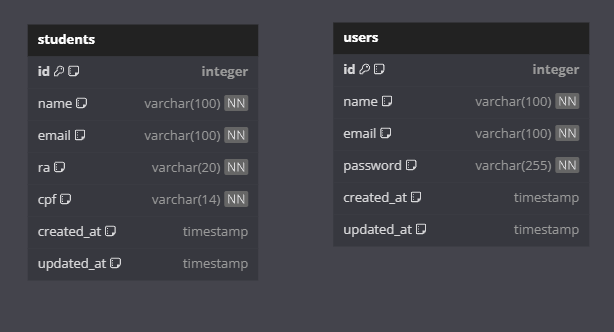 students
id integer
name varchar(100) NN
email varchar(100) NN
ra varchar(20) NN
cpf varchar(14) NN
created_at timestamp
updated_at timestamp
users
id integer
name varchar(100) NN
email varchar(100) NN
password varchar(255) NN
created_at timestamp
updated_at timestamp